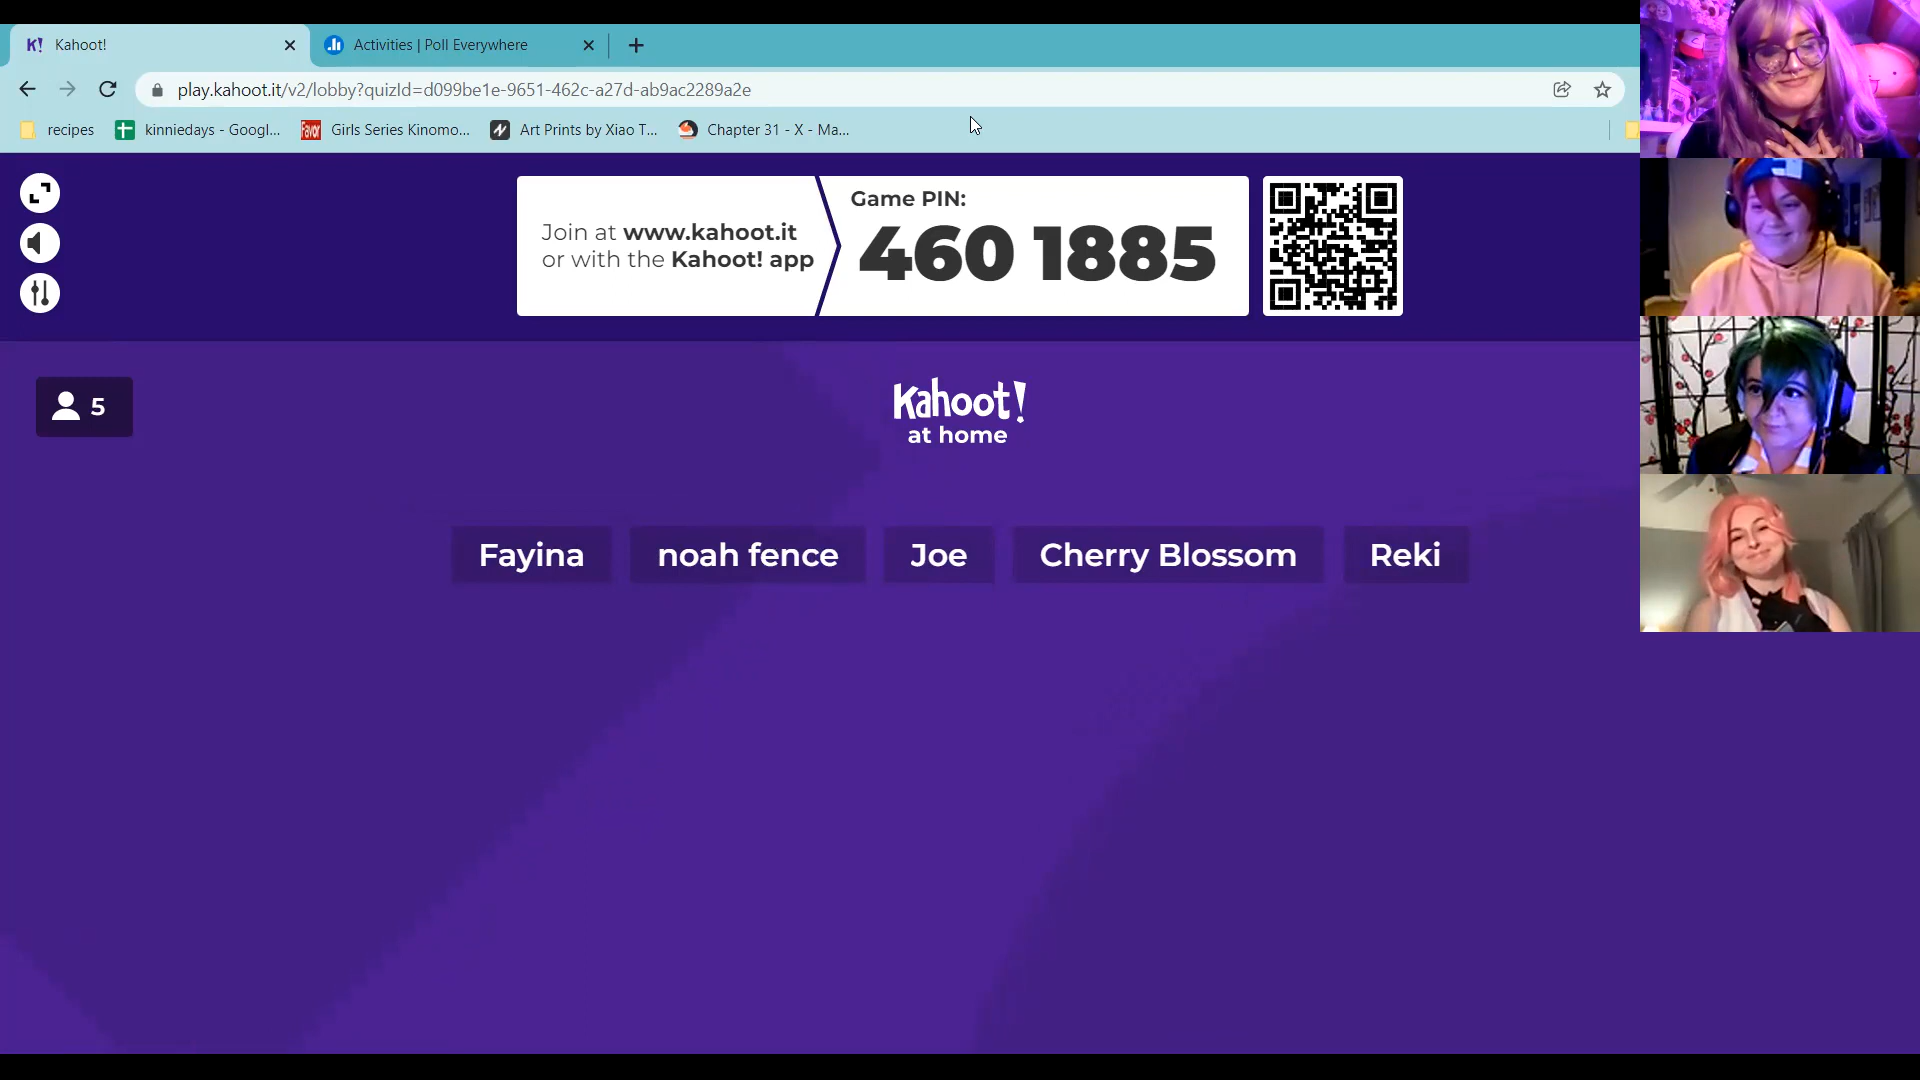 K! Kahoot!
Activities | Poll Everywhere
play.kahoot.it/v2/lobby?quizId=d099be1e-9651-462c-a27d-ab9ac2289a2e
recipes
kinniedays - Googl...
Favor
Girls Series Kinomo...
Art Prints by Xiao T...
Chapter 31 - X - Ma...
Join at www.kahoot.it
or with the Kahoot! app
Game PIN:
460 1885
5
Kahoot!
at home
Fayina
noah fence
Joe
Cherry Blossom
Reki